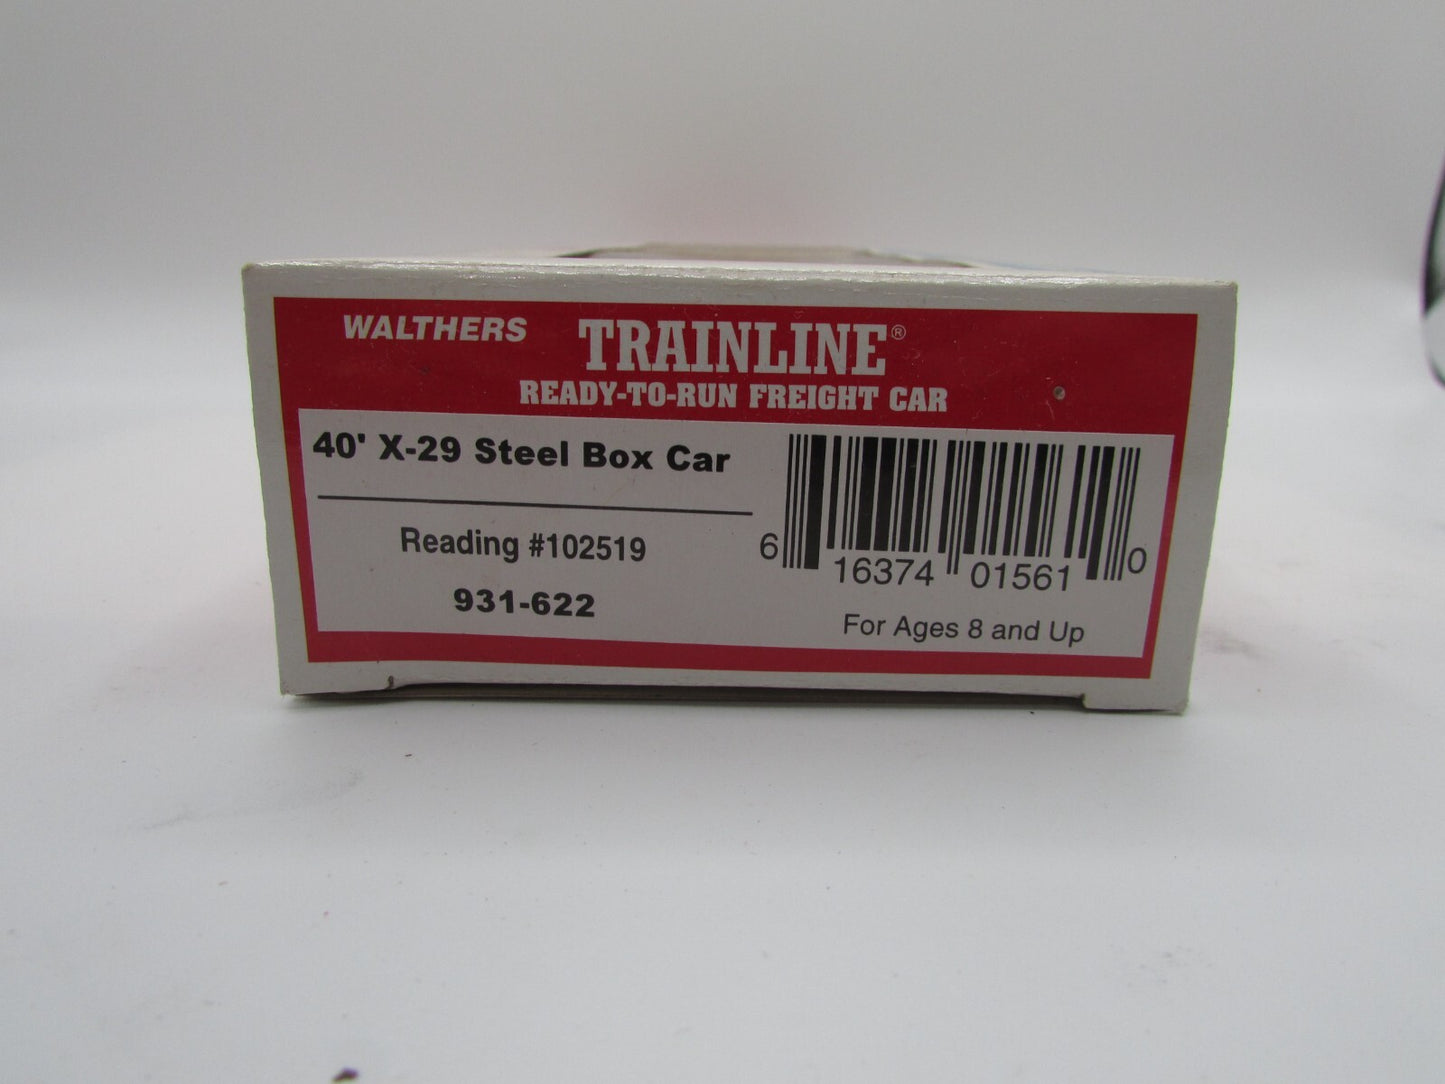 WALTHERS TRAINLINE®
READY-TO-RUN FREIGHT CAR
40' X-29 Steel Box Car
Reading #102519
931-622
6 16374 01561 0
For Ages 8 and Up